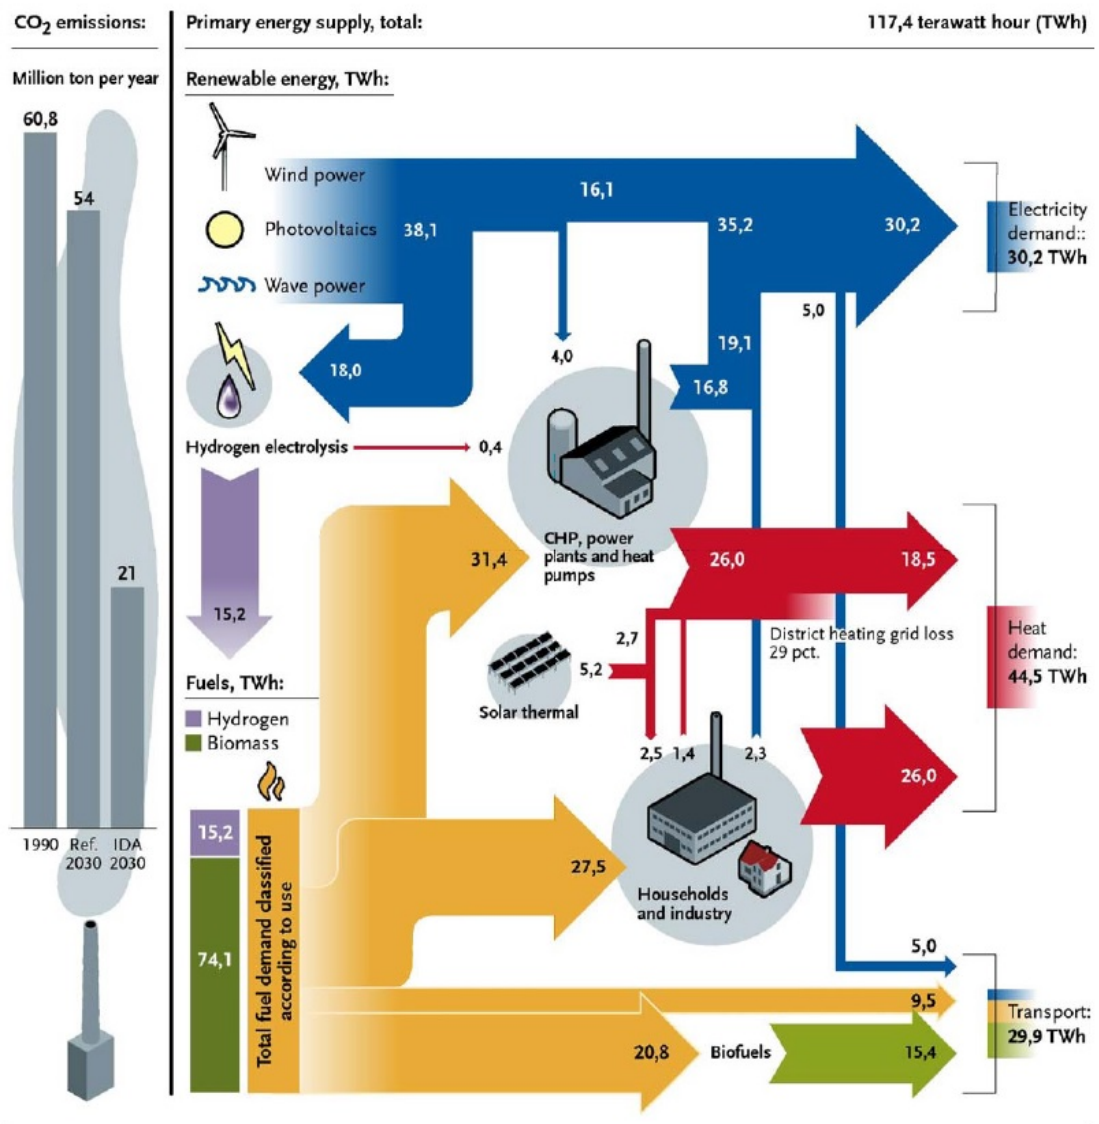 CO₂ emissions:
Primary energy supply, total:
117,4 terawatt hour (TWh)
Million ton per year
Renewable energy, TWh:
60,8
54
21
1990
Ref.
2030
IDA
2030
Wind power
Photovoltaics
Wave power
38,1
16,1
35,2
30,2
Electricity
demand::
30,2 TWh
5,0
18,0
4,0
19,1
16,8
Hydrogen electrolysis
0,4
CHP, power
plants and heat
pumps
31,4
26,0
18,5
15,2
2,7
District heating grid loss
29 pct.
Heat
demand:
44,5 TWh
5,2
Solar thermal
Fuels, TWh:
Hydrogen
Biomass
2,5
1,4
2,3
26,0
15,2
74,1
Total fuel demand classified
according to use
27,5
Households
and industry
5,0
9,5
Transport:
29,9 TWh
20,8
Biofuels
15,4